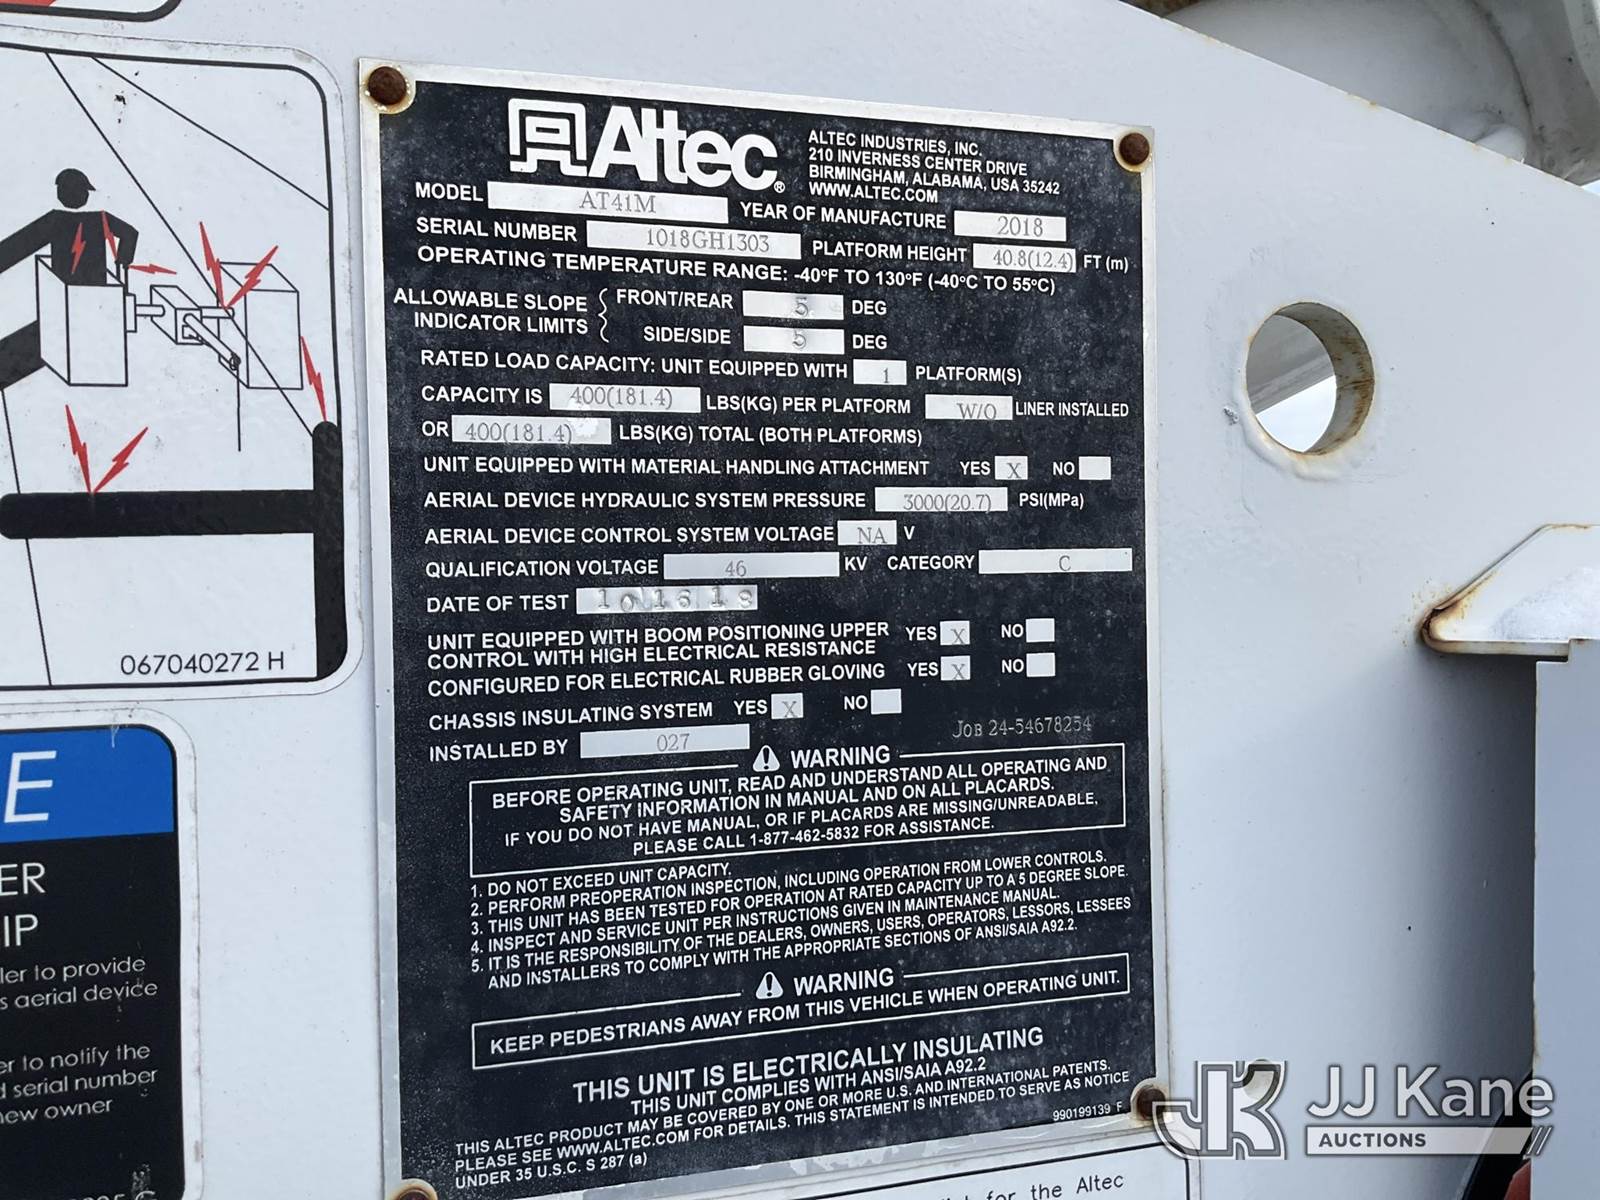 Altec®
ALTEC INDUSTRIES, INC.
210 INVERNESS CENTER DRIVE
BIRMINGHAM, ALABAMA, USA 35242
WWW.ALTEC.COM
MODEL AT41M YEAR OF MANUFACTURE 2018
SERIAL NUMBER 1018GH1303 PLATFORM HEIGHT 40.8(12.4) FT (m)
OPERATING TEMPERATURE RANGE: -40°F TO 130°F (-40°C TO 55°C)
ALLOWABLE SLOPE INDICATOR LIMITS
FRONT/REAR 5 DEG
SIDE/SIDE 5 DEG
RATED LOAD CAPACITY: UNIT EQUIPPED WITH 1 PLATFORM(S)
CAPACITY IS 400(181.4) LBS(KG) PER PLATFORM W/O LINER INSTALLED
OR 400(181.4) LBS(KG) TOTAL (BOTH PLATFORMS)
UNIT EQUIPPED WITH MATERIAL HANDLING ATTACHMENT YES X NO
AERIAL DEVICE HYDRAULIC SYSTEM PRESSURE 3000(20.7) PSI(MPa)
AERIAL DEVICE CONTROL SYSTEM VOLTAGE NA V
QUALIFICATION VOLTAGE 46 KV CATEGORY C
DATE OF TEST 101618
UNIT EQUIPPED WITH BOOM POSITIONING UPPER YES X NO
CONTROL WITH HIGH ELECTRICAL RESISTANCE
CONFIGURED FOR ELECTRICAL RUBBER GLOVING YES X NO
CHASSIS INSULATING SYSTEM YES X NO
INSTALLED BY 027 JOB 24-54678254
WARNING
BEFORE OPERATING UNIT, READ AND UNDERSTAND ALL OPERATING AND
SAFETY INFORMATION IN MANUAL AND ON ALL PLACARDS.
IF YOU DO NOT HAVE MANUAL, OR IF PLACARDS ARE MISSING/UNREADABLE,
PLEASE CALL 1-877-462-5832 FOR ASSISTANCE.
1. DO NOT EXCEED UNIT CAPACITY.
2. PERFORM PREOPERATION INSPECTION, INCLUDING OPERATION FROM LOWER CONTROLS.
3. THIS UNIT HAS BEEN TESTED FOR OPERATION AT RATED CAPACITY UP TO A 5 DEGREE SLOPE.
4. INSPECT AND SERVICE UNIT PER INSTRUCTIONS GIVEN IN MAINTENANCE MANUAL.
5. IT IS THE RESPONSIBILITY OF THE DEALERS, OWNERS, USERS, OPERATORS, LESSORS, LESSEES
AND INSTALLERS TO COMPLY WITH THE APPROPRIATE SECTIONS OF ANSI/SAIA A92.2.
WARNING
KEEP PEDESTRIANS AWAY FROM THIS VEHICLE WHEN OPERATING UNIT.
THIS UNIT IS ELECTRICALLY INSULATING
THIS UNIT COMPLIES WITH ANSI/SAIA A92.2
THIS ALTEC PRODUCT MAY BE COVERED BY ONE OR MORE U.S. AND INTERNATIONAL PATENTS.
PLEASE SEE WWW.ALTEC.COM FOR DETAILS. THIS STATEMENT IS INTENDED TO SERVE AS NOTICE
UNDER 35 U.S.C. S 287 (a)
990199139 F
067040272 H
E
ER
IP
ler to provide
s aerial device
er to notify the
d serial number
new owner
for the Altec
JJ Kane
AUCTIONS